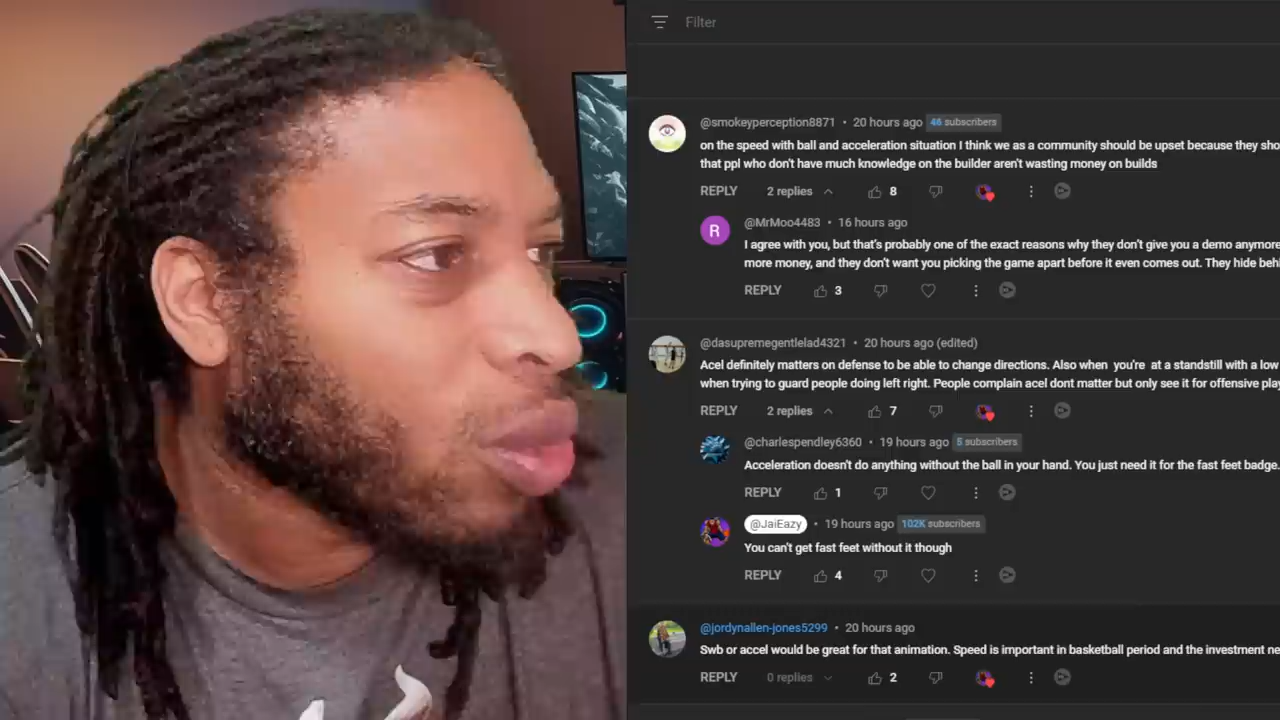 Filter
@smokeyperception8871 • 20 hours ago 46 subscribers
on the speed with ball and acceleration situation I think we as a community should be upset because they sho
that ppl who don't have much knowledge on the builder aren't wasting money on builds
REPLY 2 replies 8
R @MrMoo4483 • 16 hours ago
I agree with you, but that's probably one of the exact reasons why they don't give you a demo anymore
more money, and they don't want you picking the game apart before it even comes out. They hide beh
REPLY 3
@dasupremegentlelad4321 • 20 hours ago (edited)
Acel definitely matters on defense to be able to change directions. Also when you're at a standstill with a low
when trying to guard people doing left right. People complain acel dont matter but only see it for offensive pla
REPLY 2 replies 7
@charlespendley6360 • 19 hours ago 5 subscribers
Acceleration doesn't do anything without the ball in your hand. You just need it for the fast feet badge.
REPLY 1
@JaiEazy • 19 hours ago 102K subscribers
You can't get fast feet without it though
REPLY 4
@jordynallen-jones5299 • 20 hours ago
Swb or accel would be great for that animation. Speed is important in basketball period and the investment ne
REPLY 0 replies 2